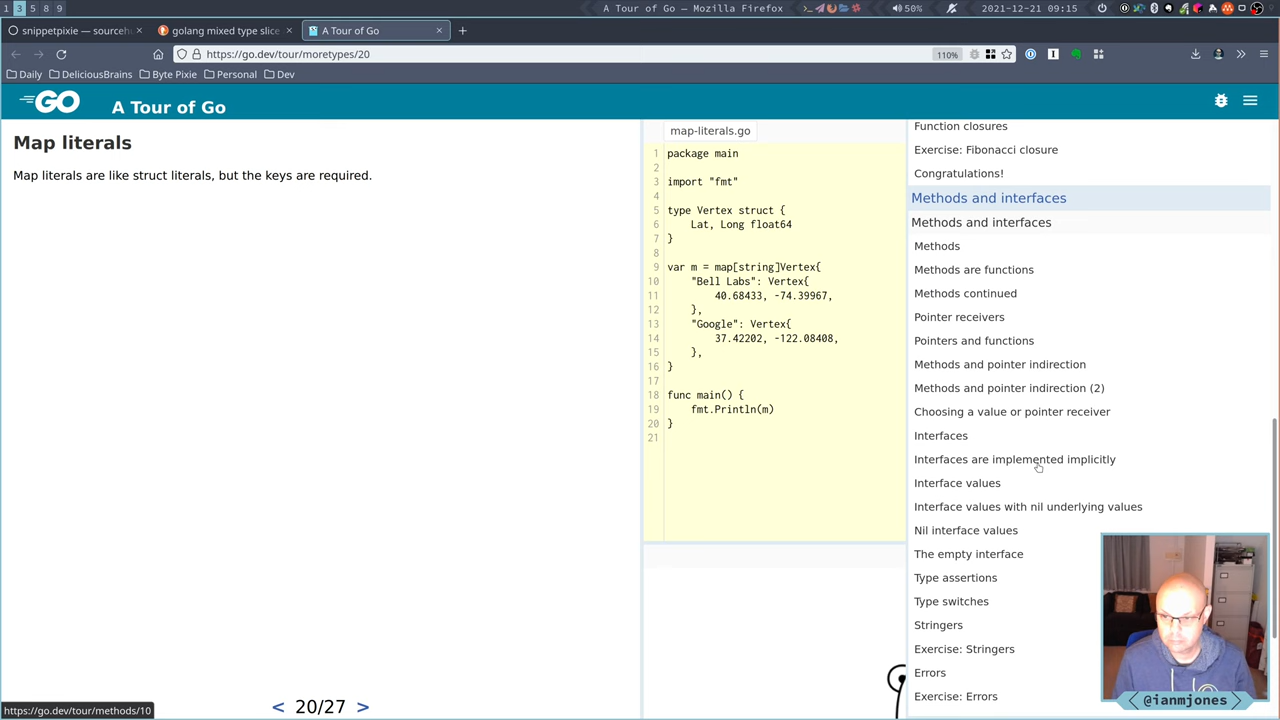 1 3 5 8 9
A Tour of Go — Mozilla Firefox
50%
2021-12-21 09:15
snippetpixie — sourceh
golang mixed type slice
A Tour of Go
https://go.dev/tour/moretypes/20
110%
Daily
DeliciousBrains
Byte Pixie
Personal
Dev
GO
A Tour of Go
Map literals
Map literals are like struct literals, but the keys are required.
< 20/27 >
https://go.dev/tour/methods/10
map-literals.go
1 package main
2
3 import "fmt"
4
5 type Vertex struct {
6 Lat, Long float64
7 }
8
9 var m = map[string]Vertex{
10 "Bell Labs": Vertex{
11 40.68433, -74.39967,
12 },
13 "Google": Vertex{
14 37.42202, -122.08408,
15 },
16 }
17
18 func main() {
19 fmt.Println(m)
20 }
21
Function closures
Exercise: Fibonacci closure
Congratulations!
Methods and interfaces
Methods and interfaces
Methods
Methods are functions
Methods continued
Pointer receivers
Pointers and functions
Methods and pointer indirection
Methods and pointer indirection (2)
Choosing a value or pointer receiver
Interfaces
Interfaces are implemented implicitly
Interface values
Interface values with nil underlying values
Nil interface values
The empty interface
Type assertions
Type switches
Stringers
Exercise: Stringers
Errors
Exercise: Errors
@ianmjones